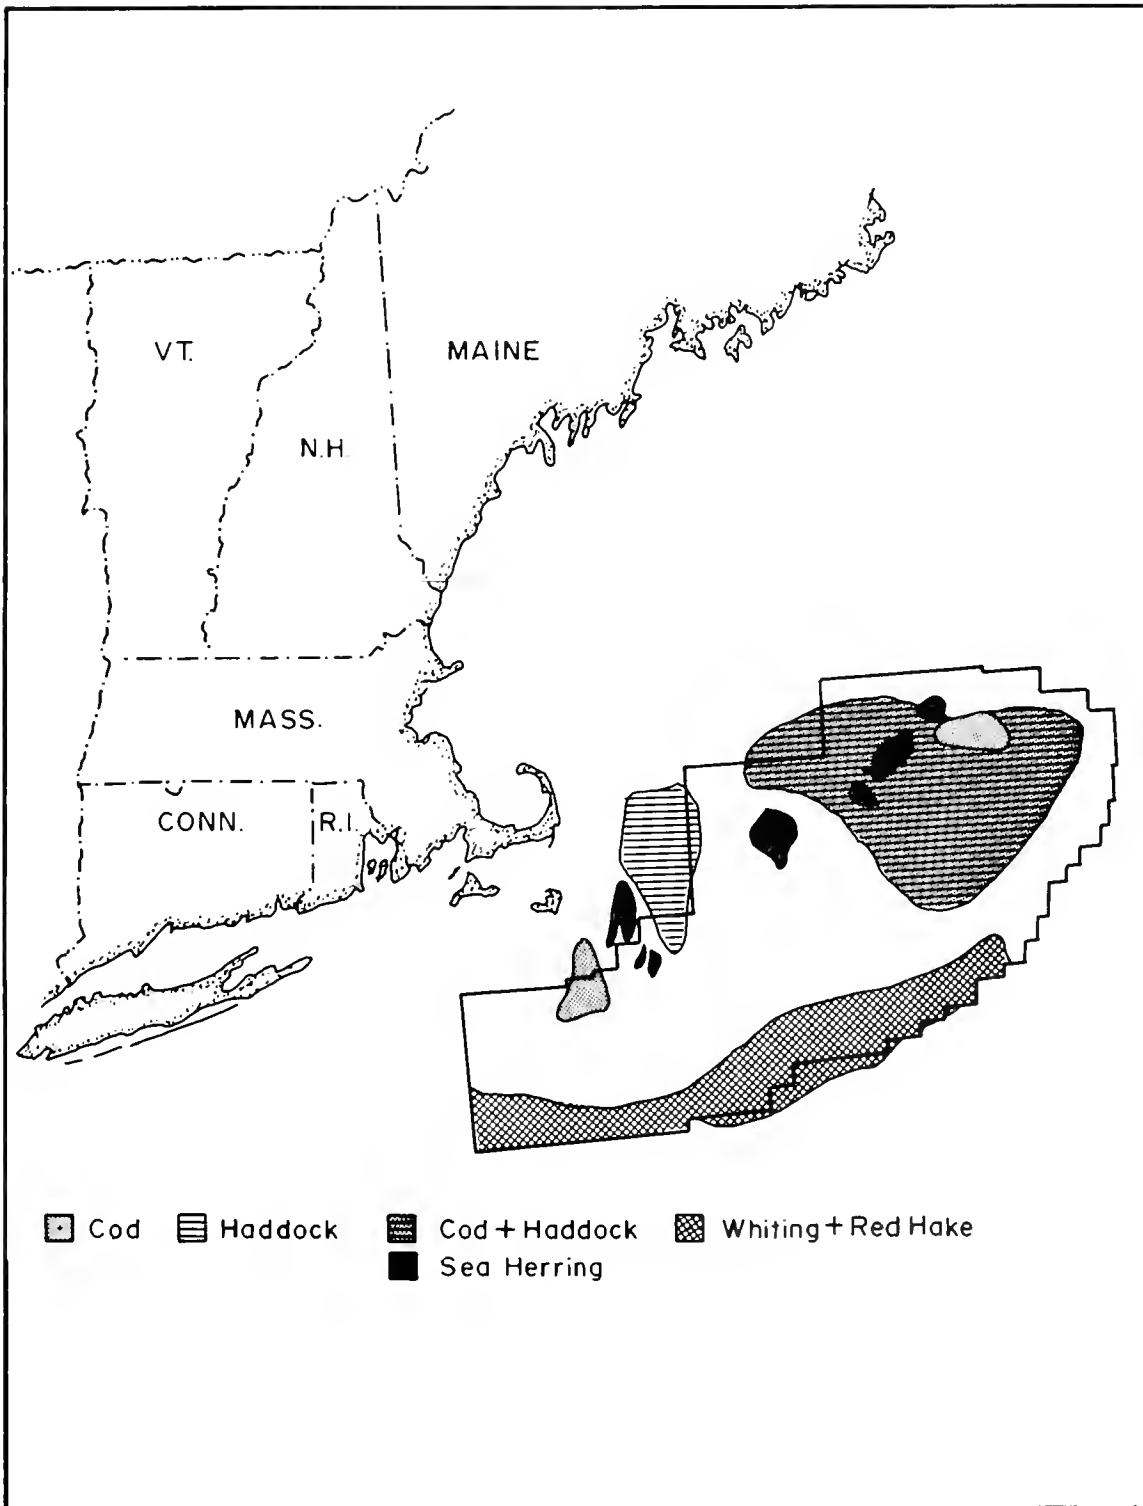 VT.
MAINE
N.H.
MASS.
CONN.
R.I.
Cod
Haddock
Cod + Haddock
Whiting + Red Hake
Sea Herring